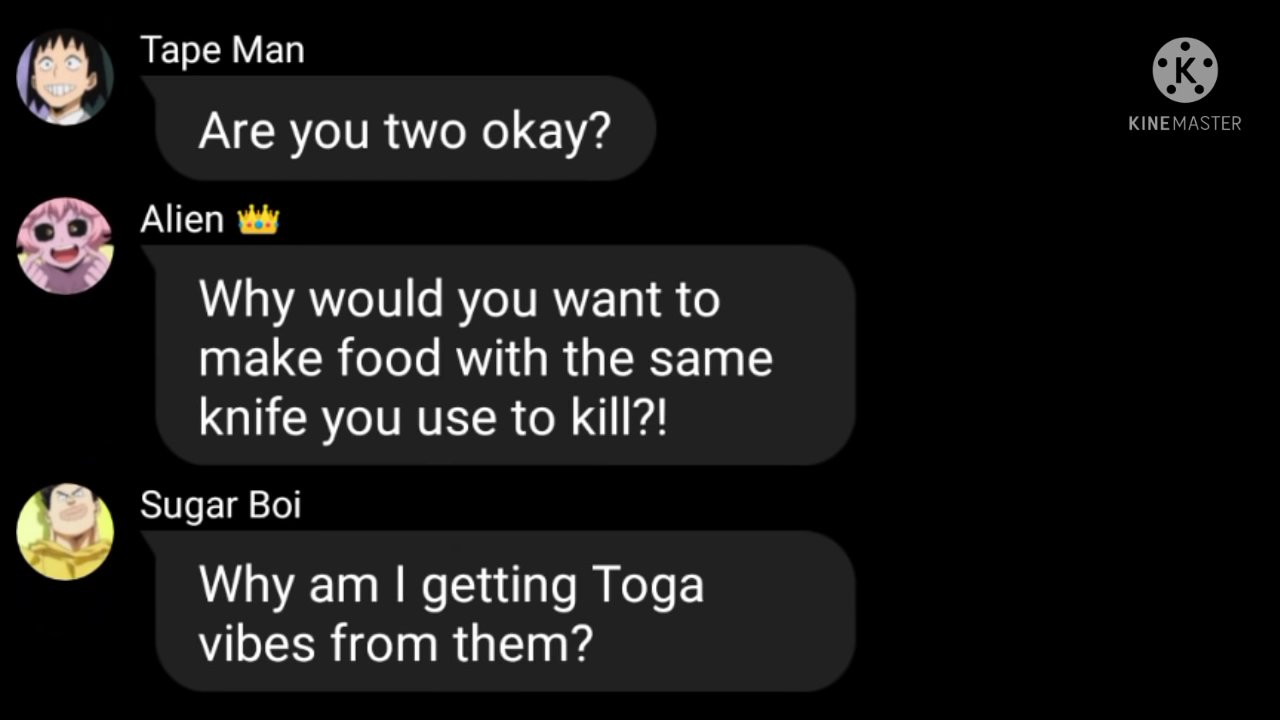 Tape Man
Are you two okay?
Alien 👑
Why would you want to
make food with the same
knife you use to kill?!
Sugar Boi
Why am I getting Toga
vibes from them?
K
KINEMASTER